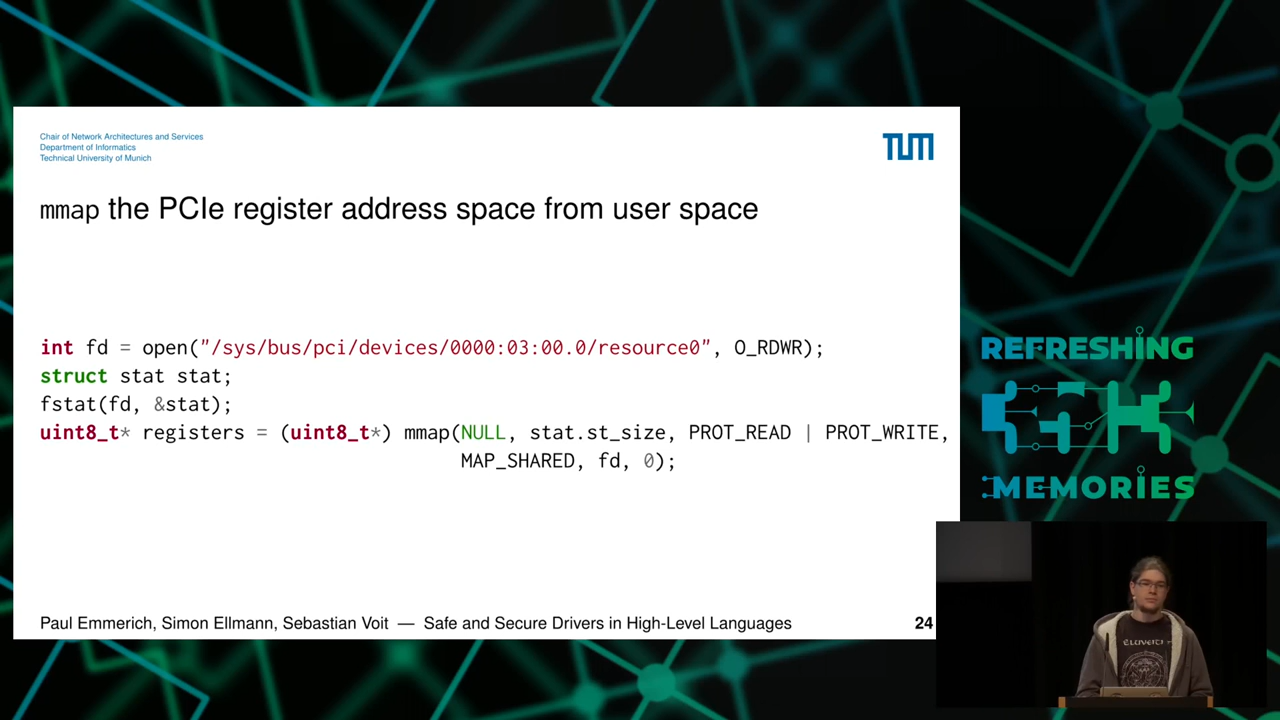 Chair of Network Architectures and Services
Department of Informatics
Technical University of Munich
TUM
mmap the PCIe register address space from user space
int fd = open("/sys/bus/pci/devices/0000:03:00.0/resource0", O_RDWR);
struct stat stat;
fstat(fd, &stat);
uint8_t* registers = (uint8_t*) mmap(NULL, stat.st_size, PROT_READ | PROT_WRITE,
MAP_SHARED, fd, 0);
Paul Emmerich, Simon Ellmann, Sebastian Voit — Safe and Secure Drivers in High-Level Languages
24
REFRESHING
MEMORIES
ELUVEITIE